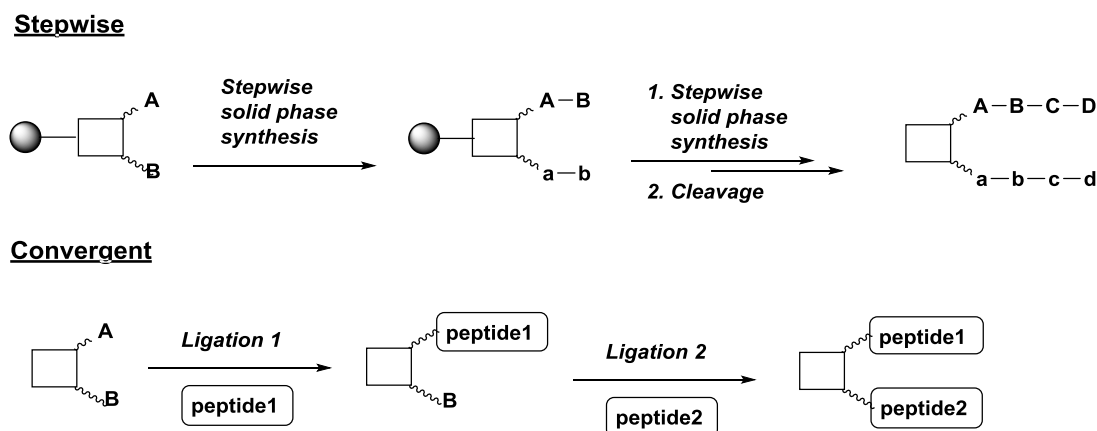 Stepwise
A
B
Stepwise
solid phase
synthesis
A-B
a-b
1. Stepwise
solid phase
synthesis
2. Cleavage
A-B-C-D
a-b-c-d
Convergent
A
B
Ligation 1
peptide1
peptide1
B
Ligation 2
peptide2
peptide1
peptide2